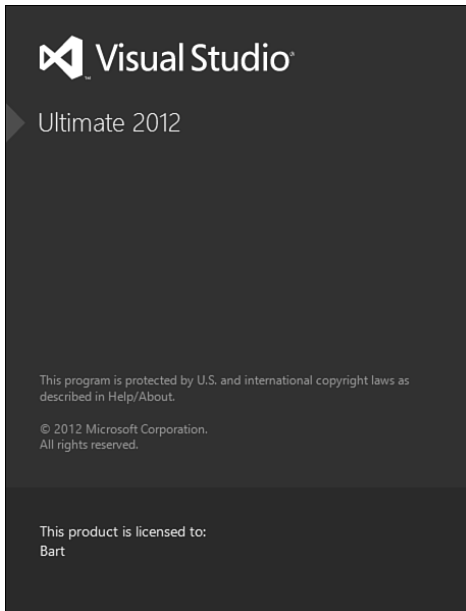 Visual Studio®
Ultimate 2012
This program is protected by U.S. and international copyright laws as
described in Help/About.
© 2012 Microsoft Corporation.
All rights reserved.
This product is licensed to:
Bart